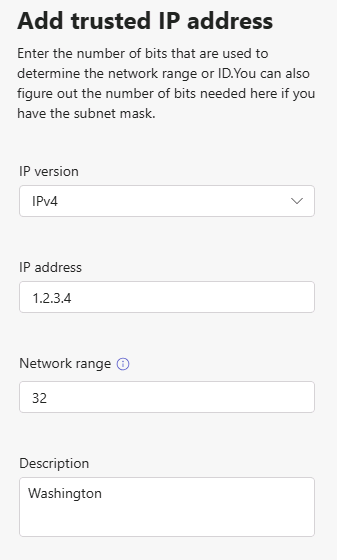 Add trusted IP address
Enter the number of bits that are used to
determine the network range or ID.You can also
figure out the number of bits needed here if you
have the subnet mask.
IP version
IPv4
IP address
1.2.3.4
Network range
32
Description
Washington